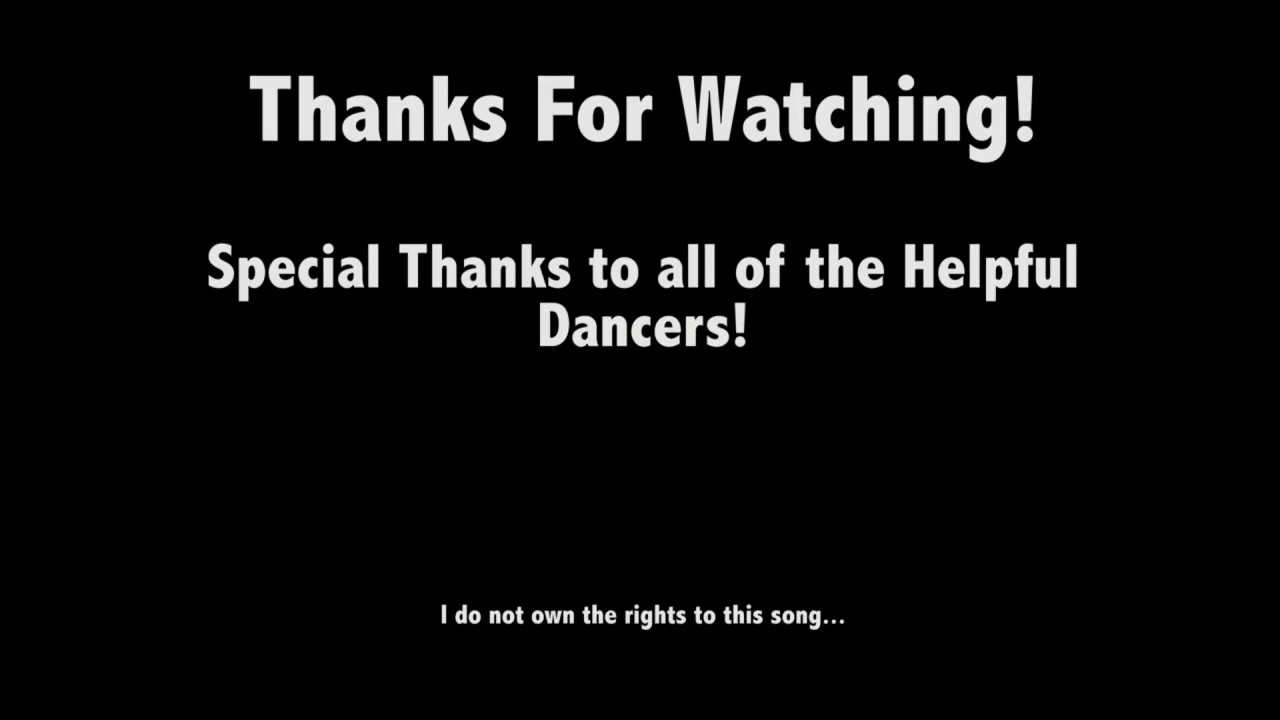 Thanks For Watching!
Special Thanks to all of the Helpful
Dancers!
I do not own the rights to this song...